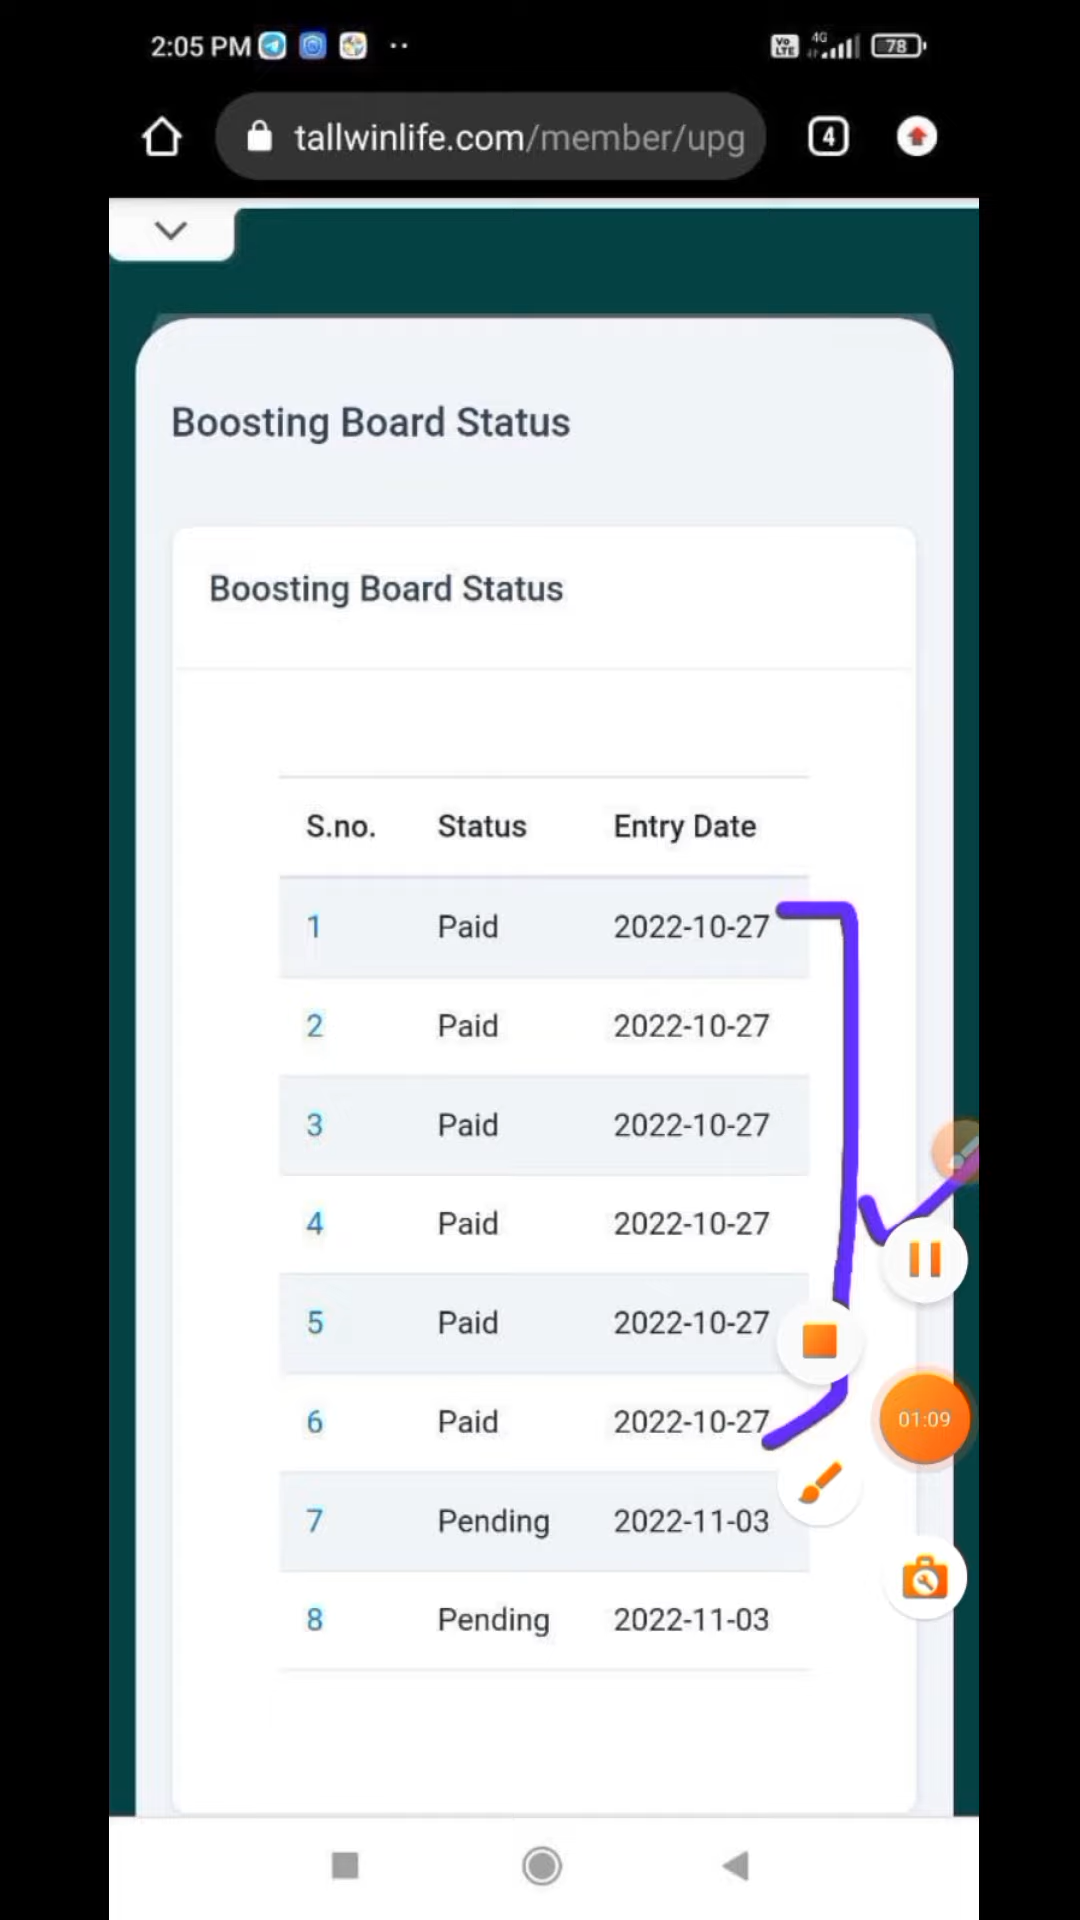 2:05 PM
Vo LTE 4G 78
tallwinlife.com/member/upg
4
Boosting Board Status
Boosting Board Status
S.no. Status Entry Date
1 Paid 2022-10-27
2 Paid 2022-10-27
3 Paid 2022-10-27
4 Paid 2022-10-27
5 Paid 2022-10-27
6 Paid 2022-10-27
01:09
7 Pending 2022-11-03
8 Pending 2022-11-03